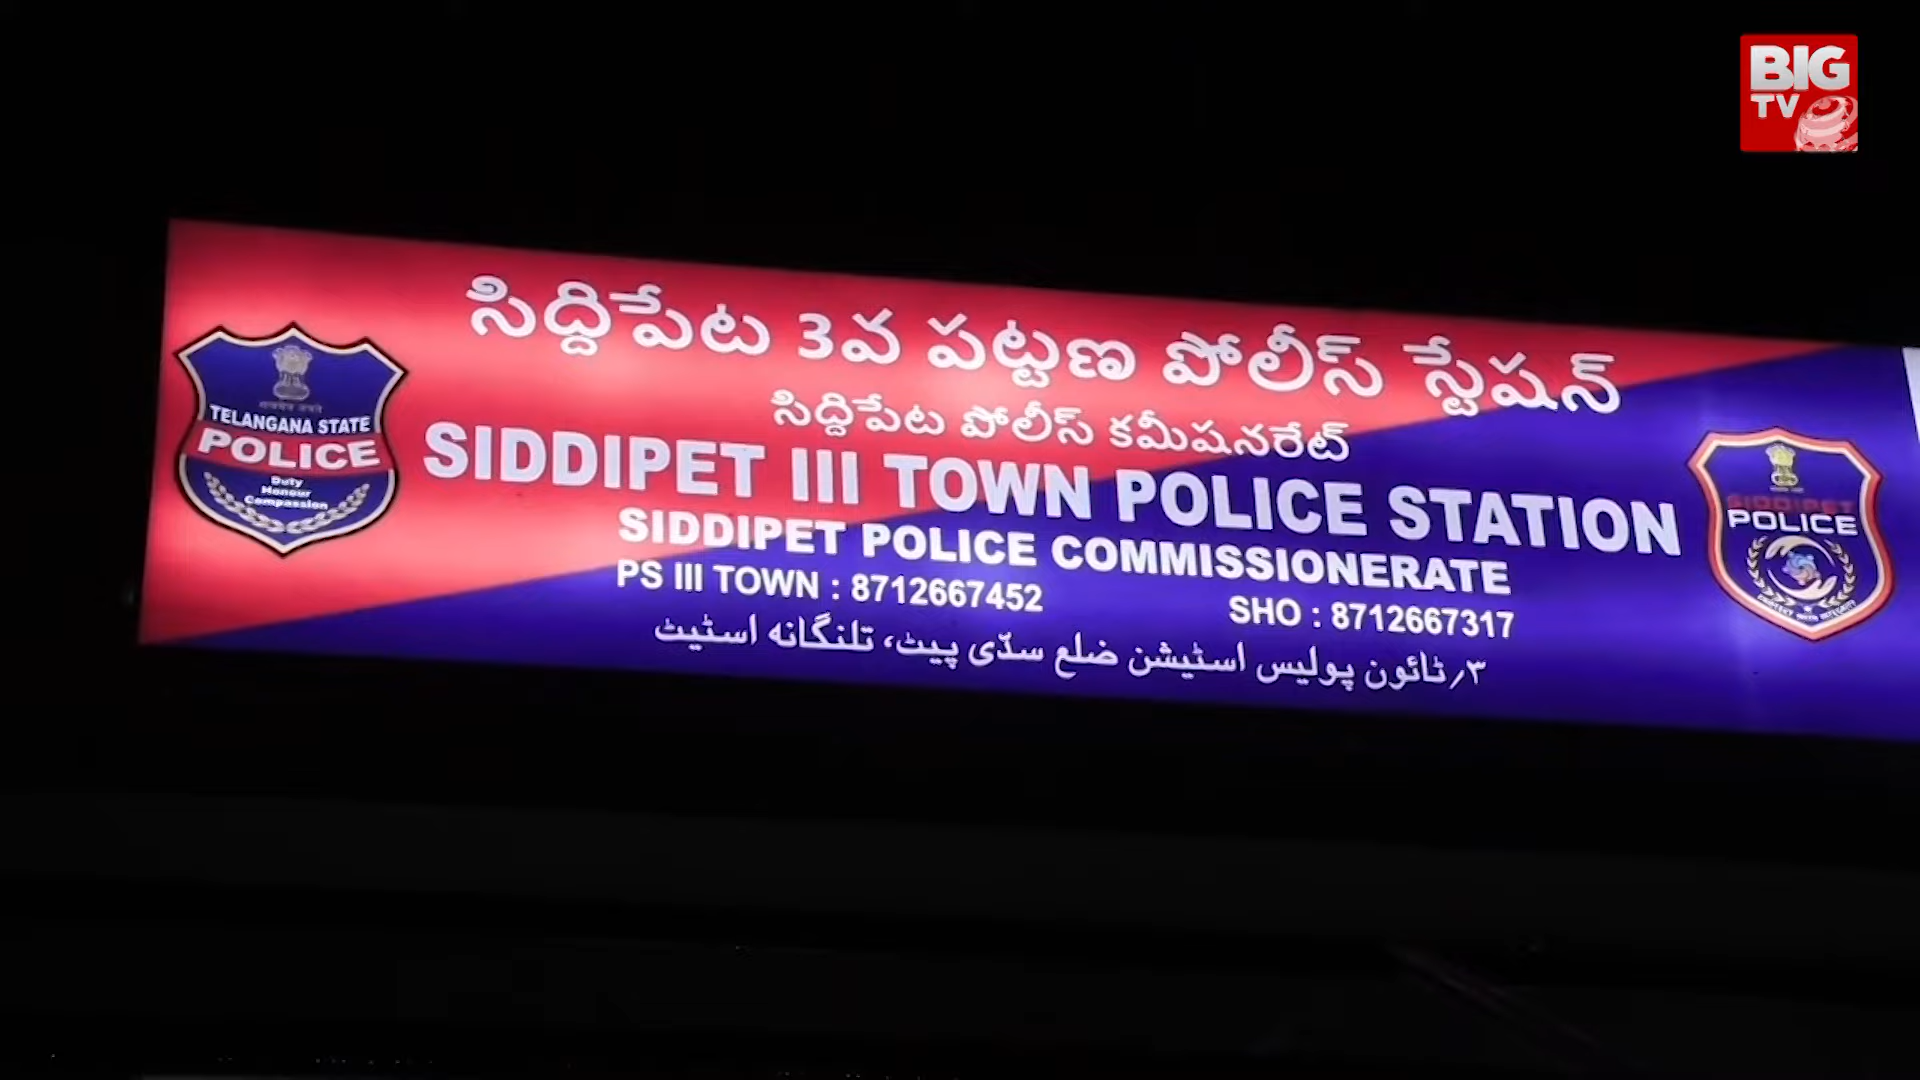 BIG
TV
సిద్దిపేట 3వ పట్టణ పోలీస్ స్టేషన్
సిద్దిపేట పోలీస్ కమీషనరేట్
SIDDIPET III TOWN POLICE STATION
SIDDIPET POLICE COMMISSIONERATE
PS III TOWN : 8712667452 SHO : 8712667317
۳؍ٹائون پولیس اسٹیشن ضلع سدّی پیٹ، تلنگانہ اسٹیٹ
TELANGANA STATE
POLICE
Duty
Honour
Compassion
SIDDIPET
POLICE